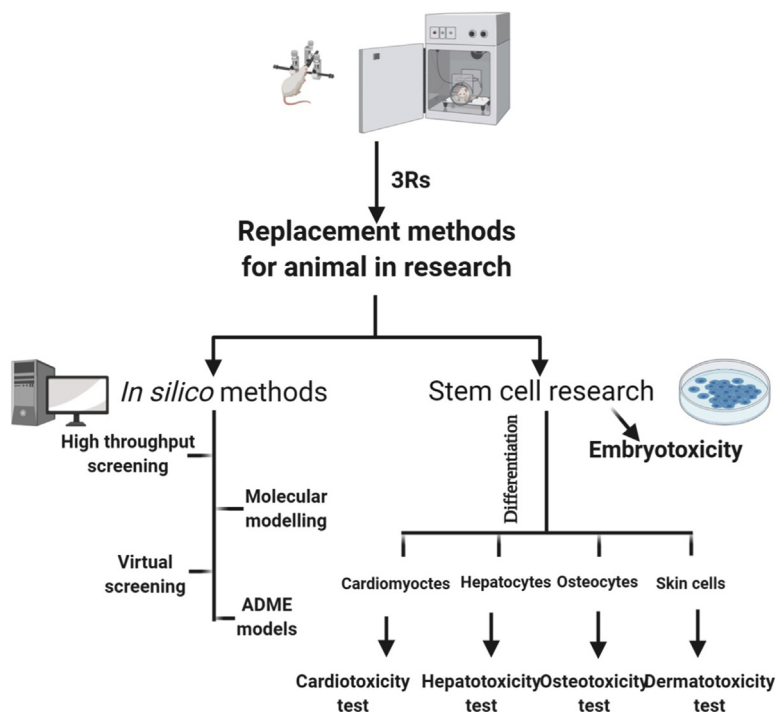 3Rs
Replacement methods
for animal in research
In silico methods
Stem cell research
High throughput
screening
Molecular
modelling
Virtual
screening
ADME
models
Embryotoxicity
Differentiation
Cardiomyoctes
Hepatocytes
Osteocytes
Skin cells
Cardiotoxicity
test
Hepatotoxicity
test
Osteotoxicity
test
Dermatotoxicity
test